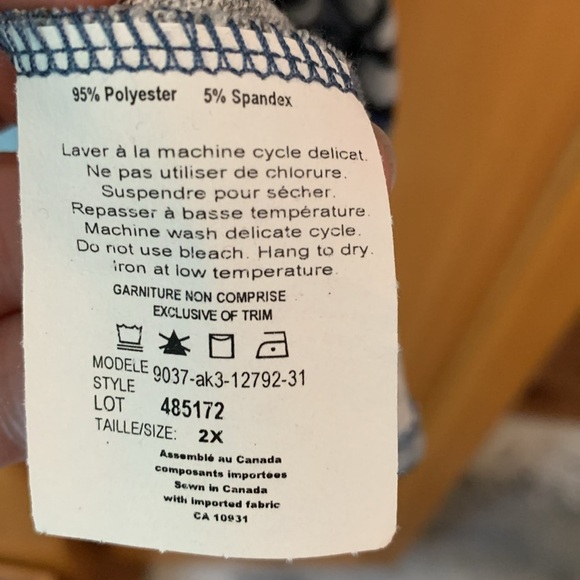 95% Polyester 5% Spandex
Laver à la machine cycle delicat.
Ne pas utiliser de chlorure.
Suspendre pour sécher.
Repasser à basse température.
Machine wash delicate cycle.
Do not use bleach. Hang to dry.
iron at low temperature.
GARNITURE NON COMPRISE
EXCLUSIVE OF TRIM
MODELE
STYLE 9037-ak3-12792-31
LOT 485172
TAILLE/SIZE: 2X
Assemblé au Canada
composants importées
Sewn in Canada
with imported fabric
CA 10931